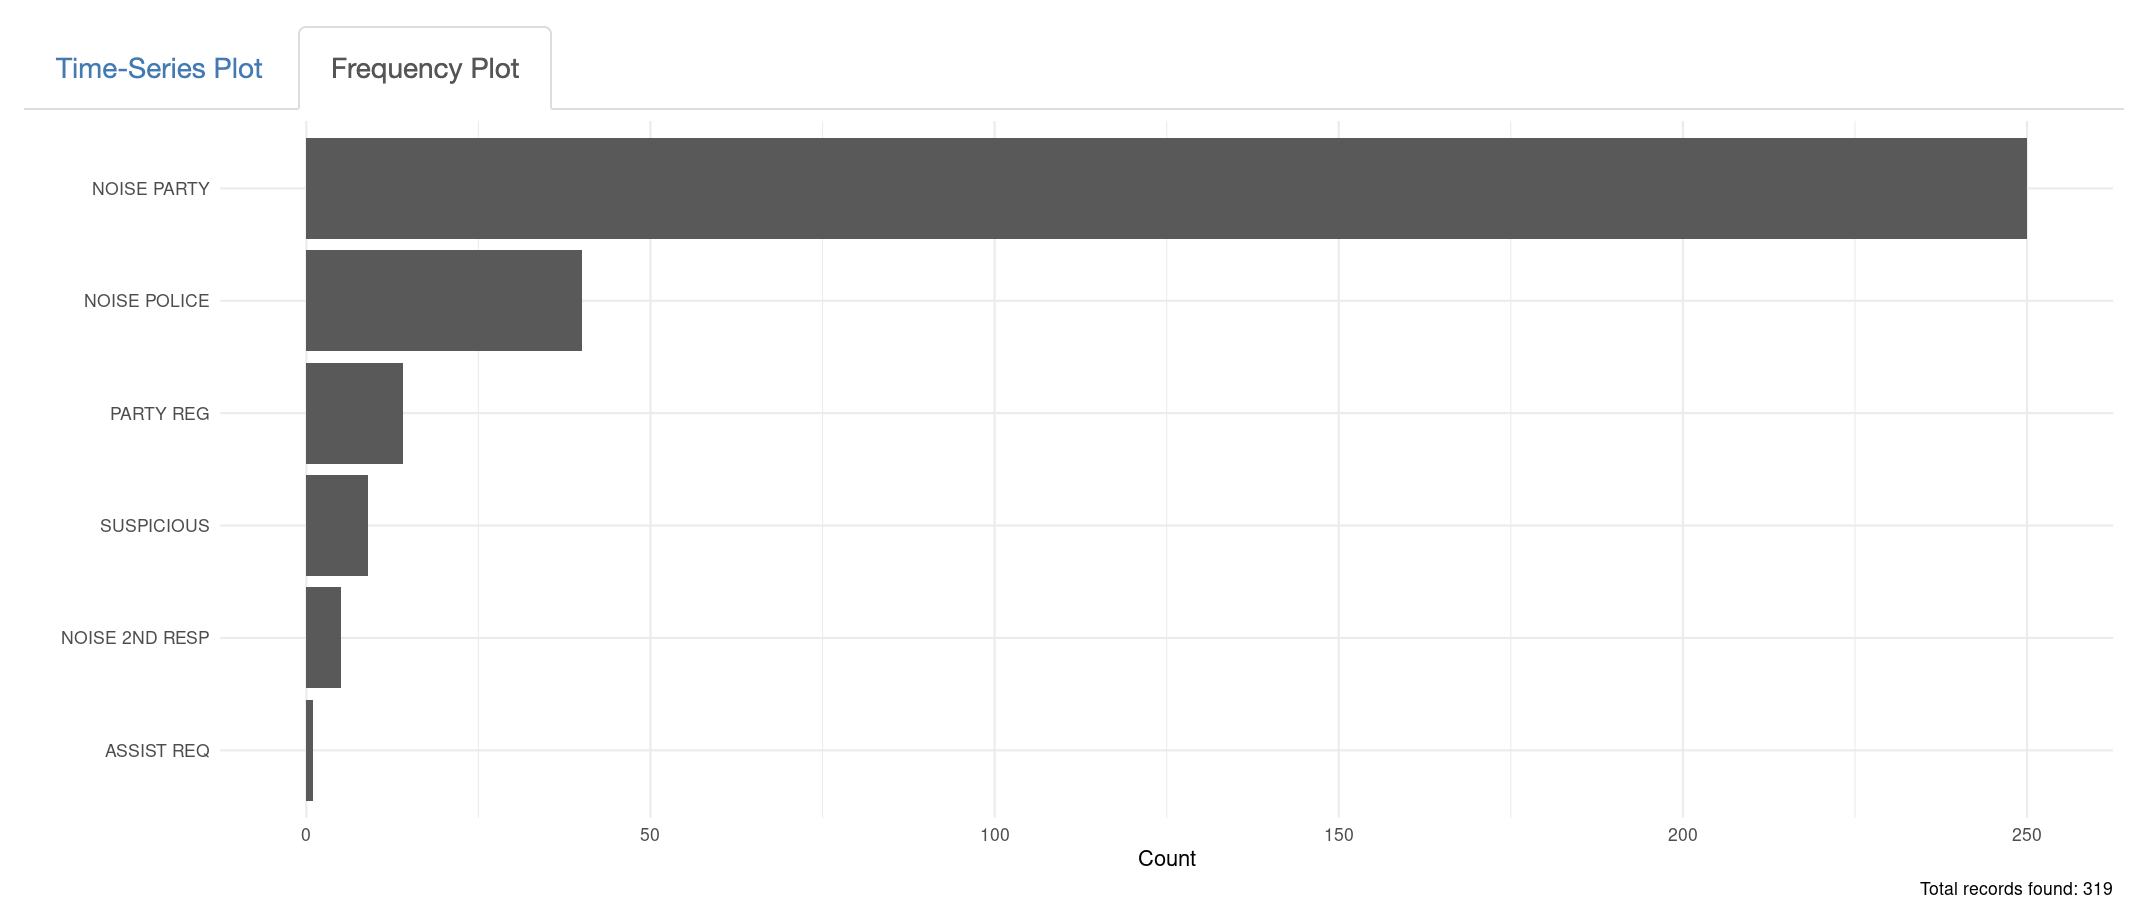 Time-Series Plot
Frequency Plot
NOISE PARTY
NOISE POLICE
PARTY REG
SUSPICIOUS
NOISE 2ND RESP
ASSIST REQ
0 50 100 150 200 250
Count
Total records found: 319